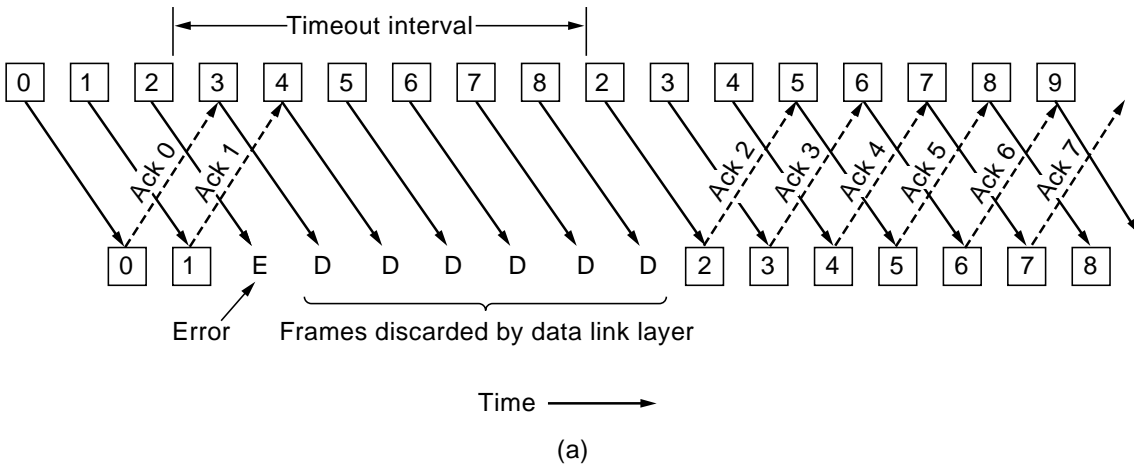 Timeout interval
0 1 2 3 4 5 6 7 8 2 3 4 5 6 7 8 9
Ack 0 Ack 1 Ack 2 Ack 3 Ack 4 Ack 5 Ack 6 Ack 7
0 1 E D D D D D D 2 3 4 5 6 7 8
Error Frames discarded by data link layer
Time
(a)